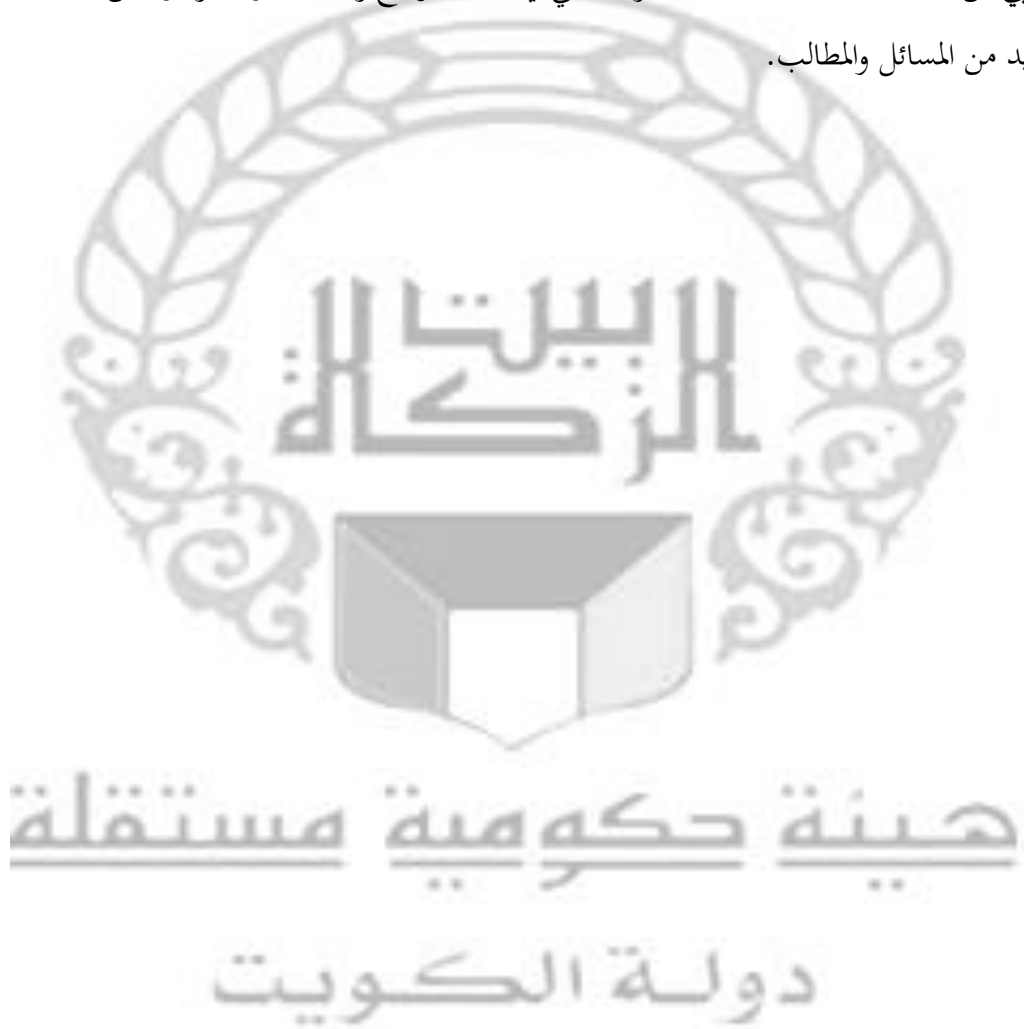 من المسائل والمطالب.
بيت
الزكاة
هيئة حكومية مستقلة
دولة الكويت